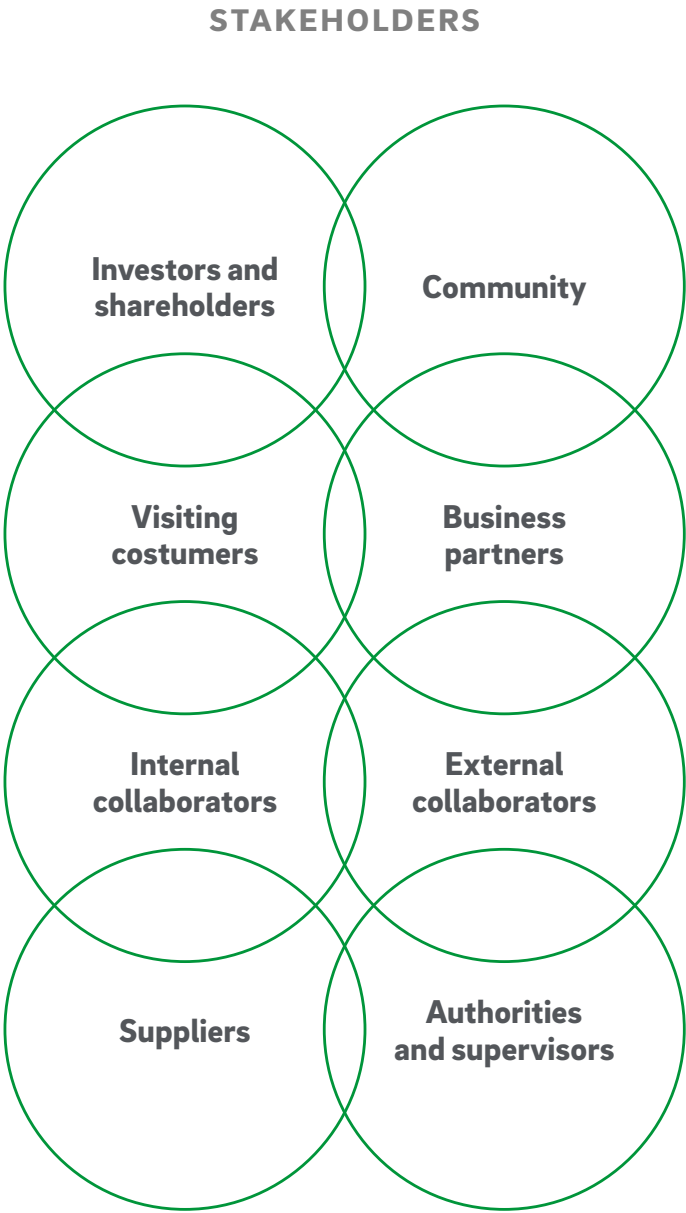 STAKEHOLDERS
Investors and
shareholders
Community
Visiting
costumers
Business
partners
Internal
collaborators
External
collaborators
Suppliers
Authorities
and supervisors